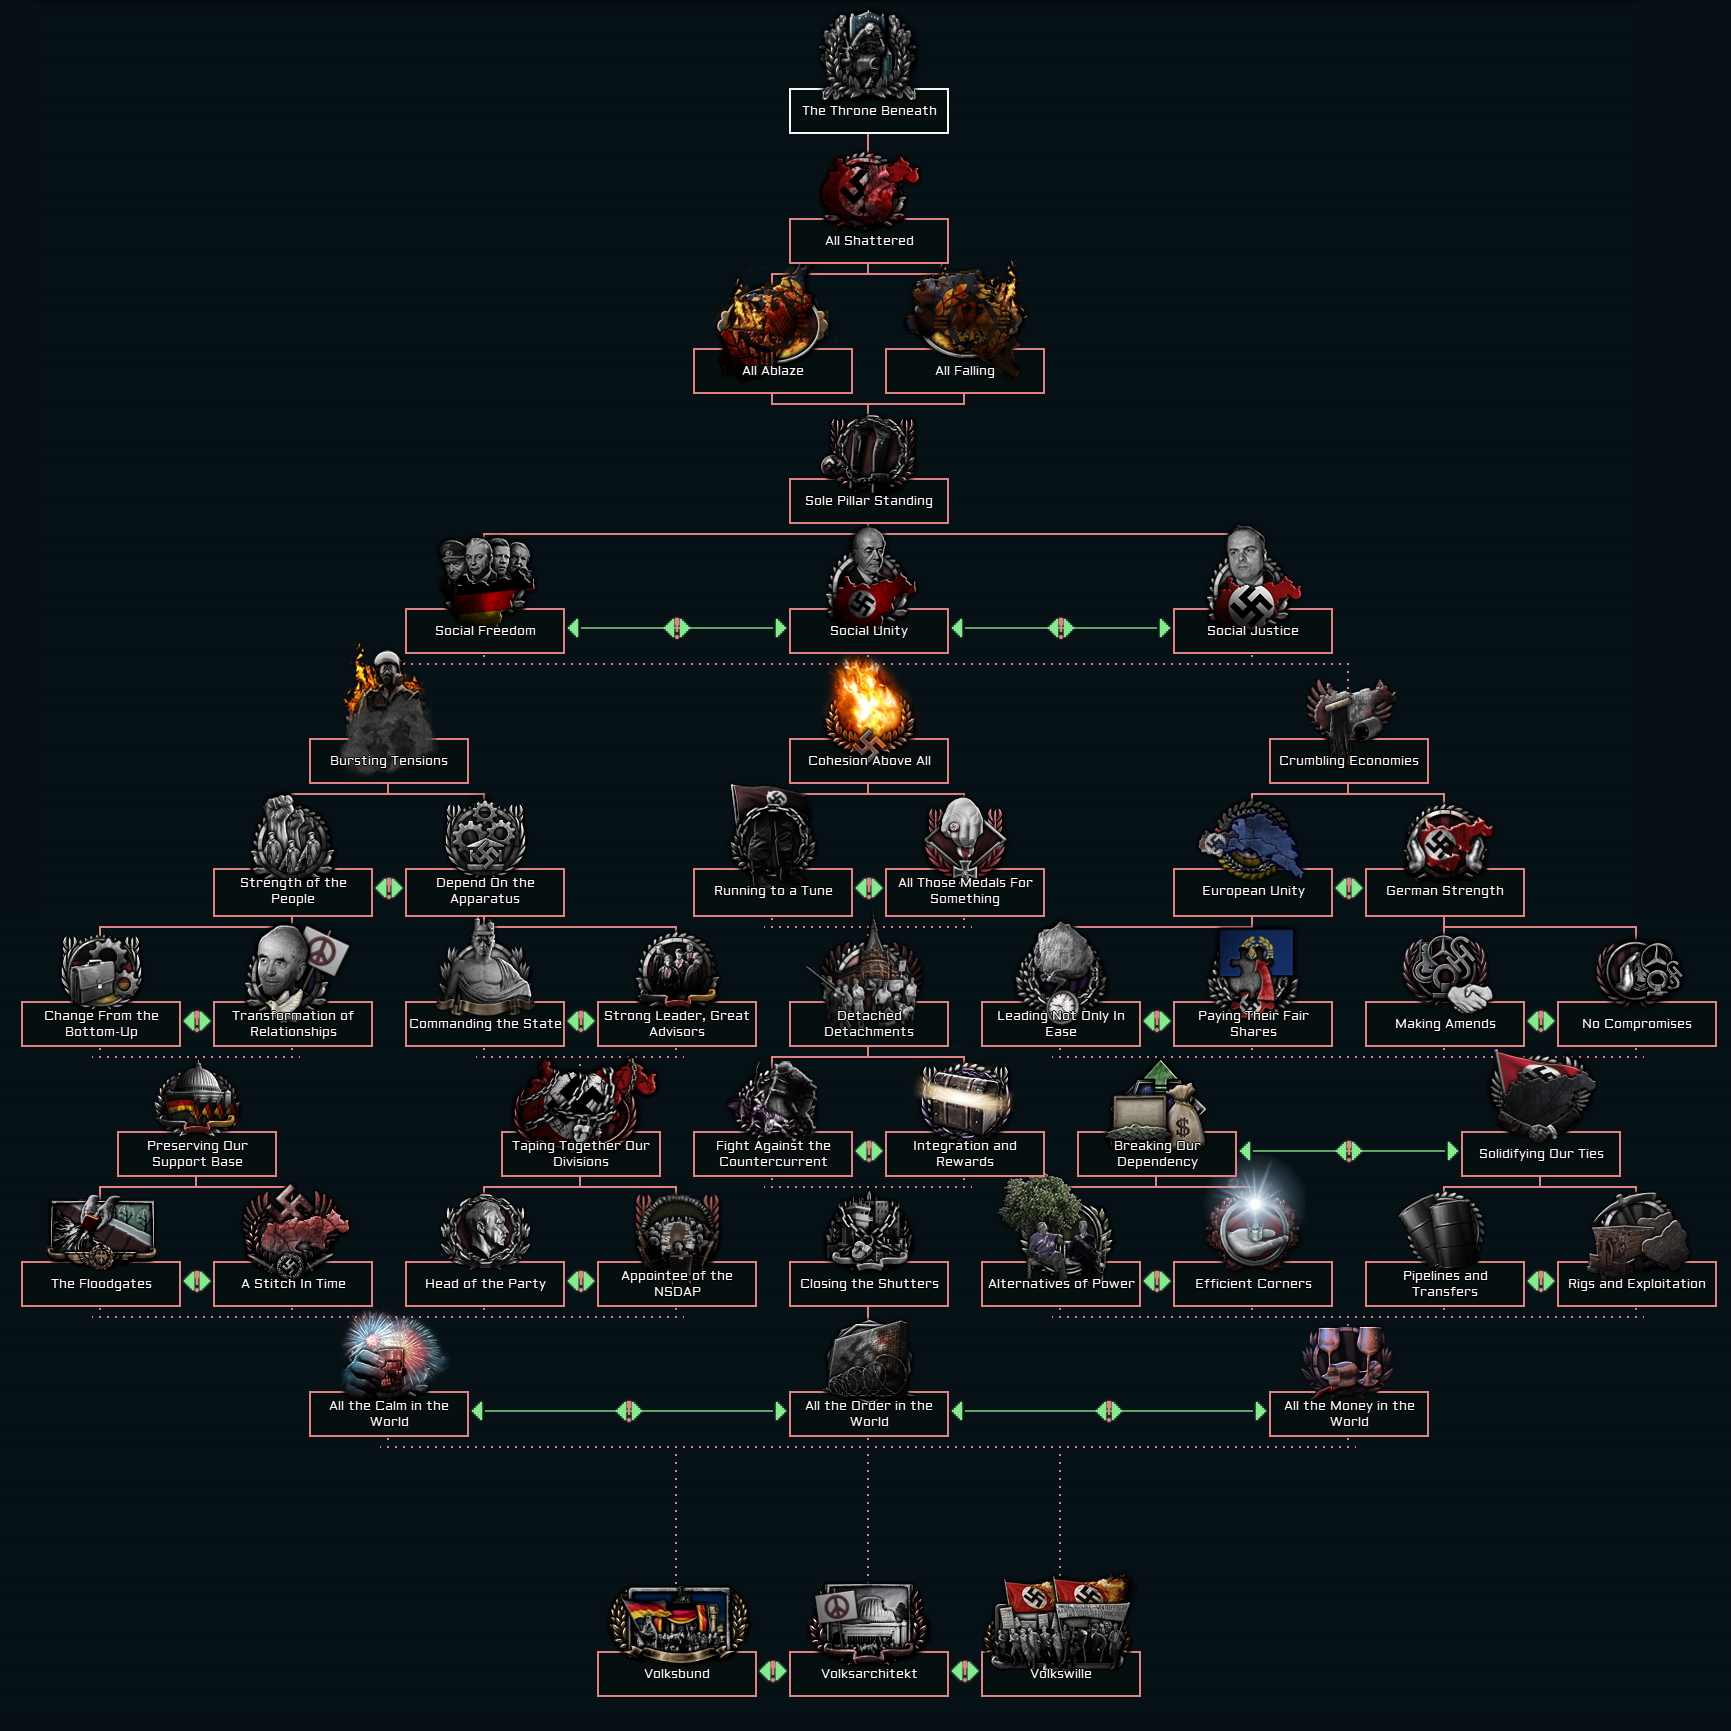 The Throne Beneath
All Shattered
All Ablaze
All Falling
Sole Pillar Standing
Social Freedom
Social Unity
Social Justice
Bursting Tensions
Cohesion Above All
Crumbling Economies
Strength of the
People
Depend On the
Apparatus
Running to a Tune
All Those Medals For
Something
European Unity
German Strength
Change From the
Bottom-Up
Transformation of
Relationships
Commanding the State
Strong Leader, Great
Advisors
Detached
Detachments
Leading Not Only In
Ease
Paying Their Fair
Shares
Making Amends
No Compromises
Preserving Our
Support Base
Taping Together Our
Divisions
Fight Against the
Countercurrent
Integration and
Rewards
Breaking Our
Dependency
Solidifying Our Ties
The Floodgates
A Stitch In Time
Head of the Party
Appointee of the
NSDAP
Closing the Shutters
Alternatives of Power
Efficient Corners
Pipelines and
Transfers
Rigs and Exploitation
All the Calm in the
World
All the Order in the
World
All the Money in the
World
Volksbund
Volksarchitekt
Volkswille